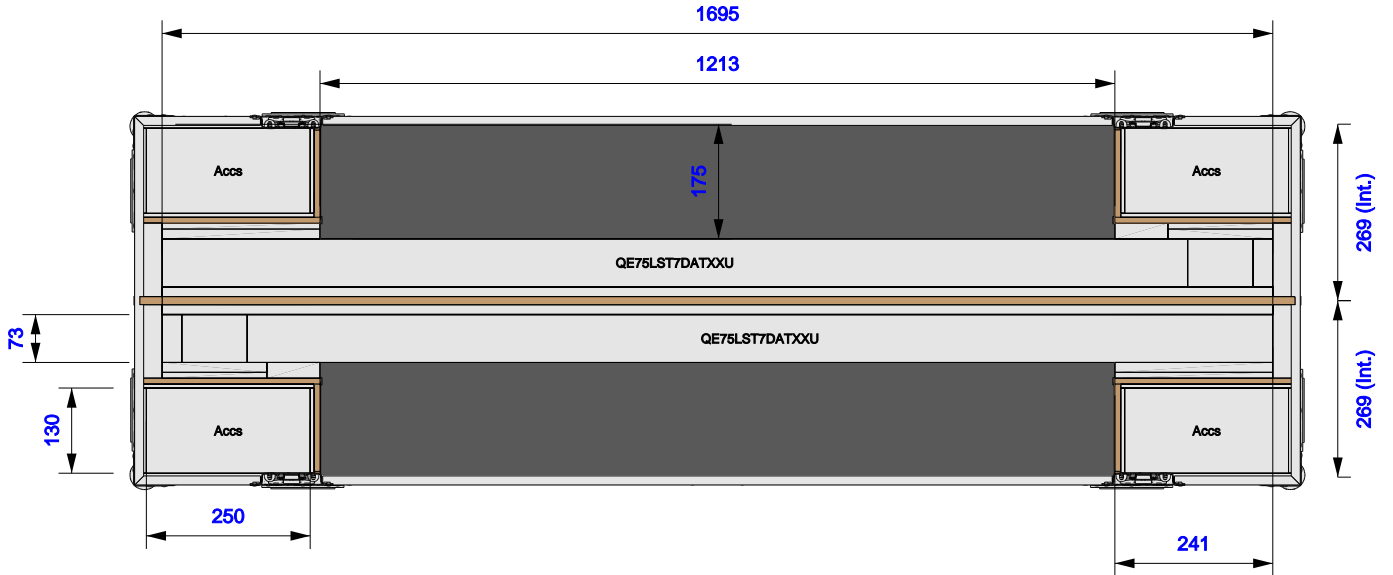 1695
1213
Accs
175
Accs
269 (Int.)
QE75LST7DATXXU
73
QE75LST7DATXXU
269 (Int.)
130
Accs
Accs
250
241